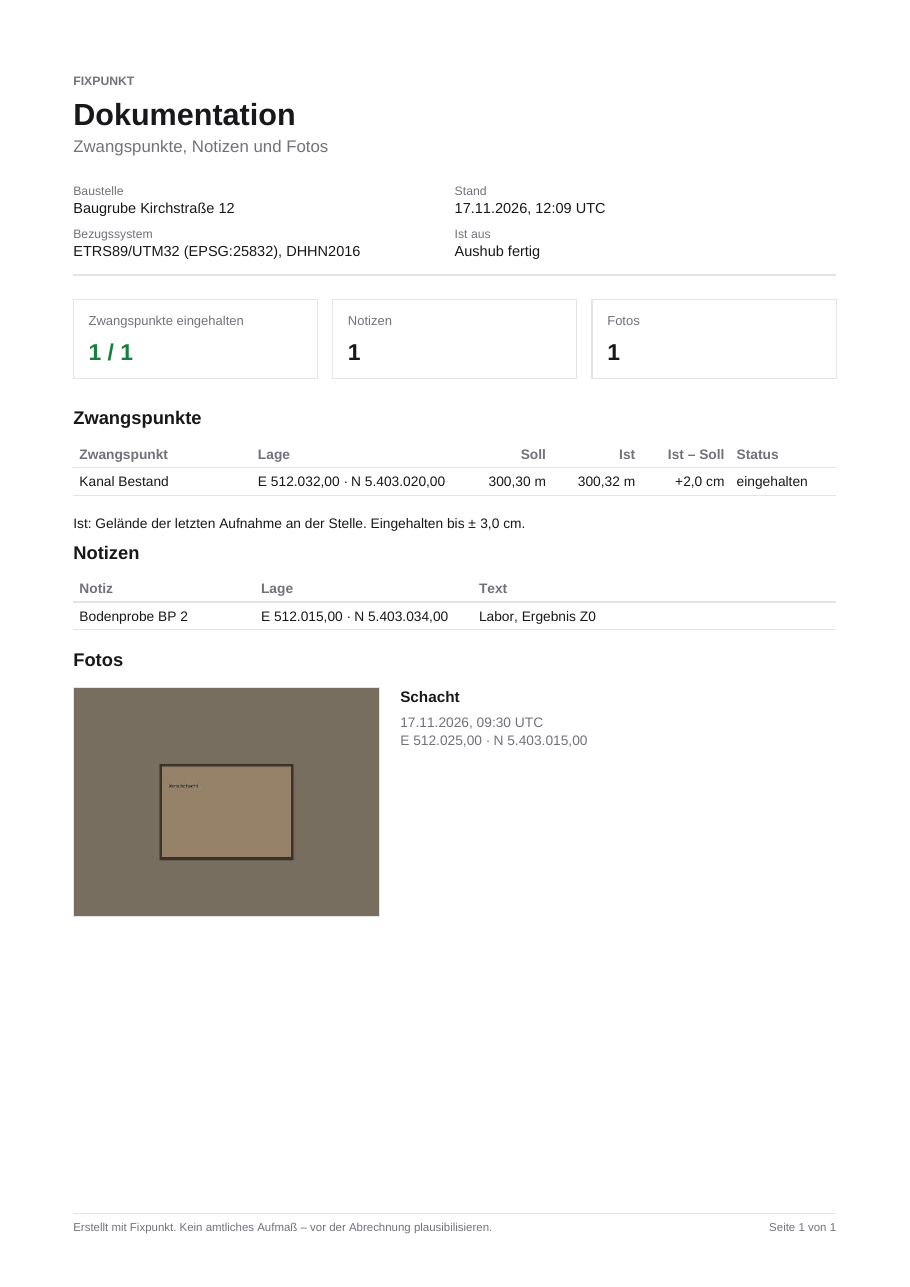 FIXPUNKT
Dokumentation
Zwangspunkte, Notizen und Fotos
Baustelle
Baugrube Kirchstraße 12
Stand
17.11.2026, 12:09 UTC
Bezugssystem
ETRS89/UTM32 (EPSG:25832), DHHN2016
Ist aus
Aushub fertig
Zwangspunkte eingehalten
1 / 1
Notizen
1
Fotos
1
Zwangspunkte
Zwangspunkt Lage Soll Ist Ist – Soll Status
Kanal Bestand E 512.032,00 · N 5.403.020,00 300,30 m 300,32 m +2,0 cm eingehalten
Ist: Gelände der letzten Aufnahme an der Stelle. Eingehalten bis ± 3,0 cm.
Notizen
Notiz Lage Text
Bodenprobe BP 2 E 512.015,00 · N 5.403.034,00 Labor, Ergebnis Z0
Fotos
Schacht
17.11.2026, 09:30 UTC
E 512.025,00 · N 5.403.015,00
Erstellt mit Fixpunkt. Kein amtliches Aufmaß – vor der Abrechnung plausibilisieren.
Seite 1 von 1